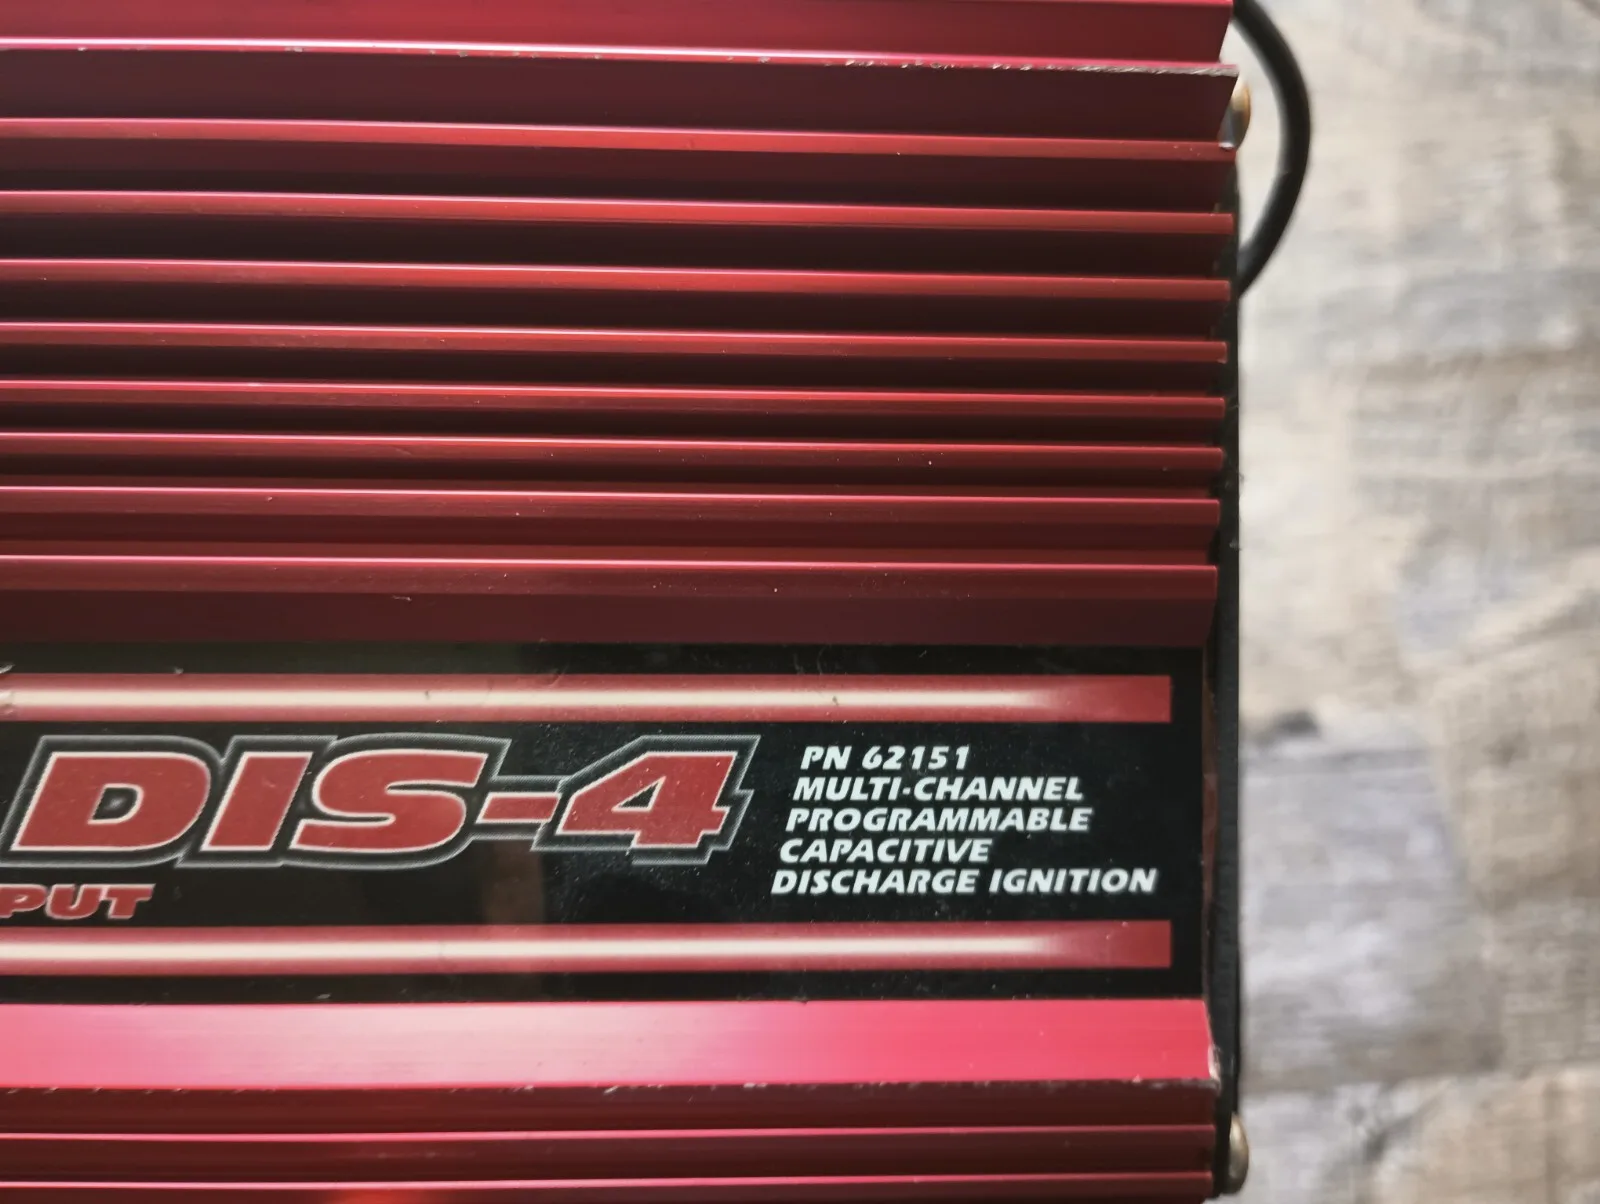 DIS-4
PUT
PN 62151
MULTI-CHANNEL
PROGRAMMABLE
CAPACITIVE
DISCHARGE IGNITION